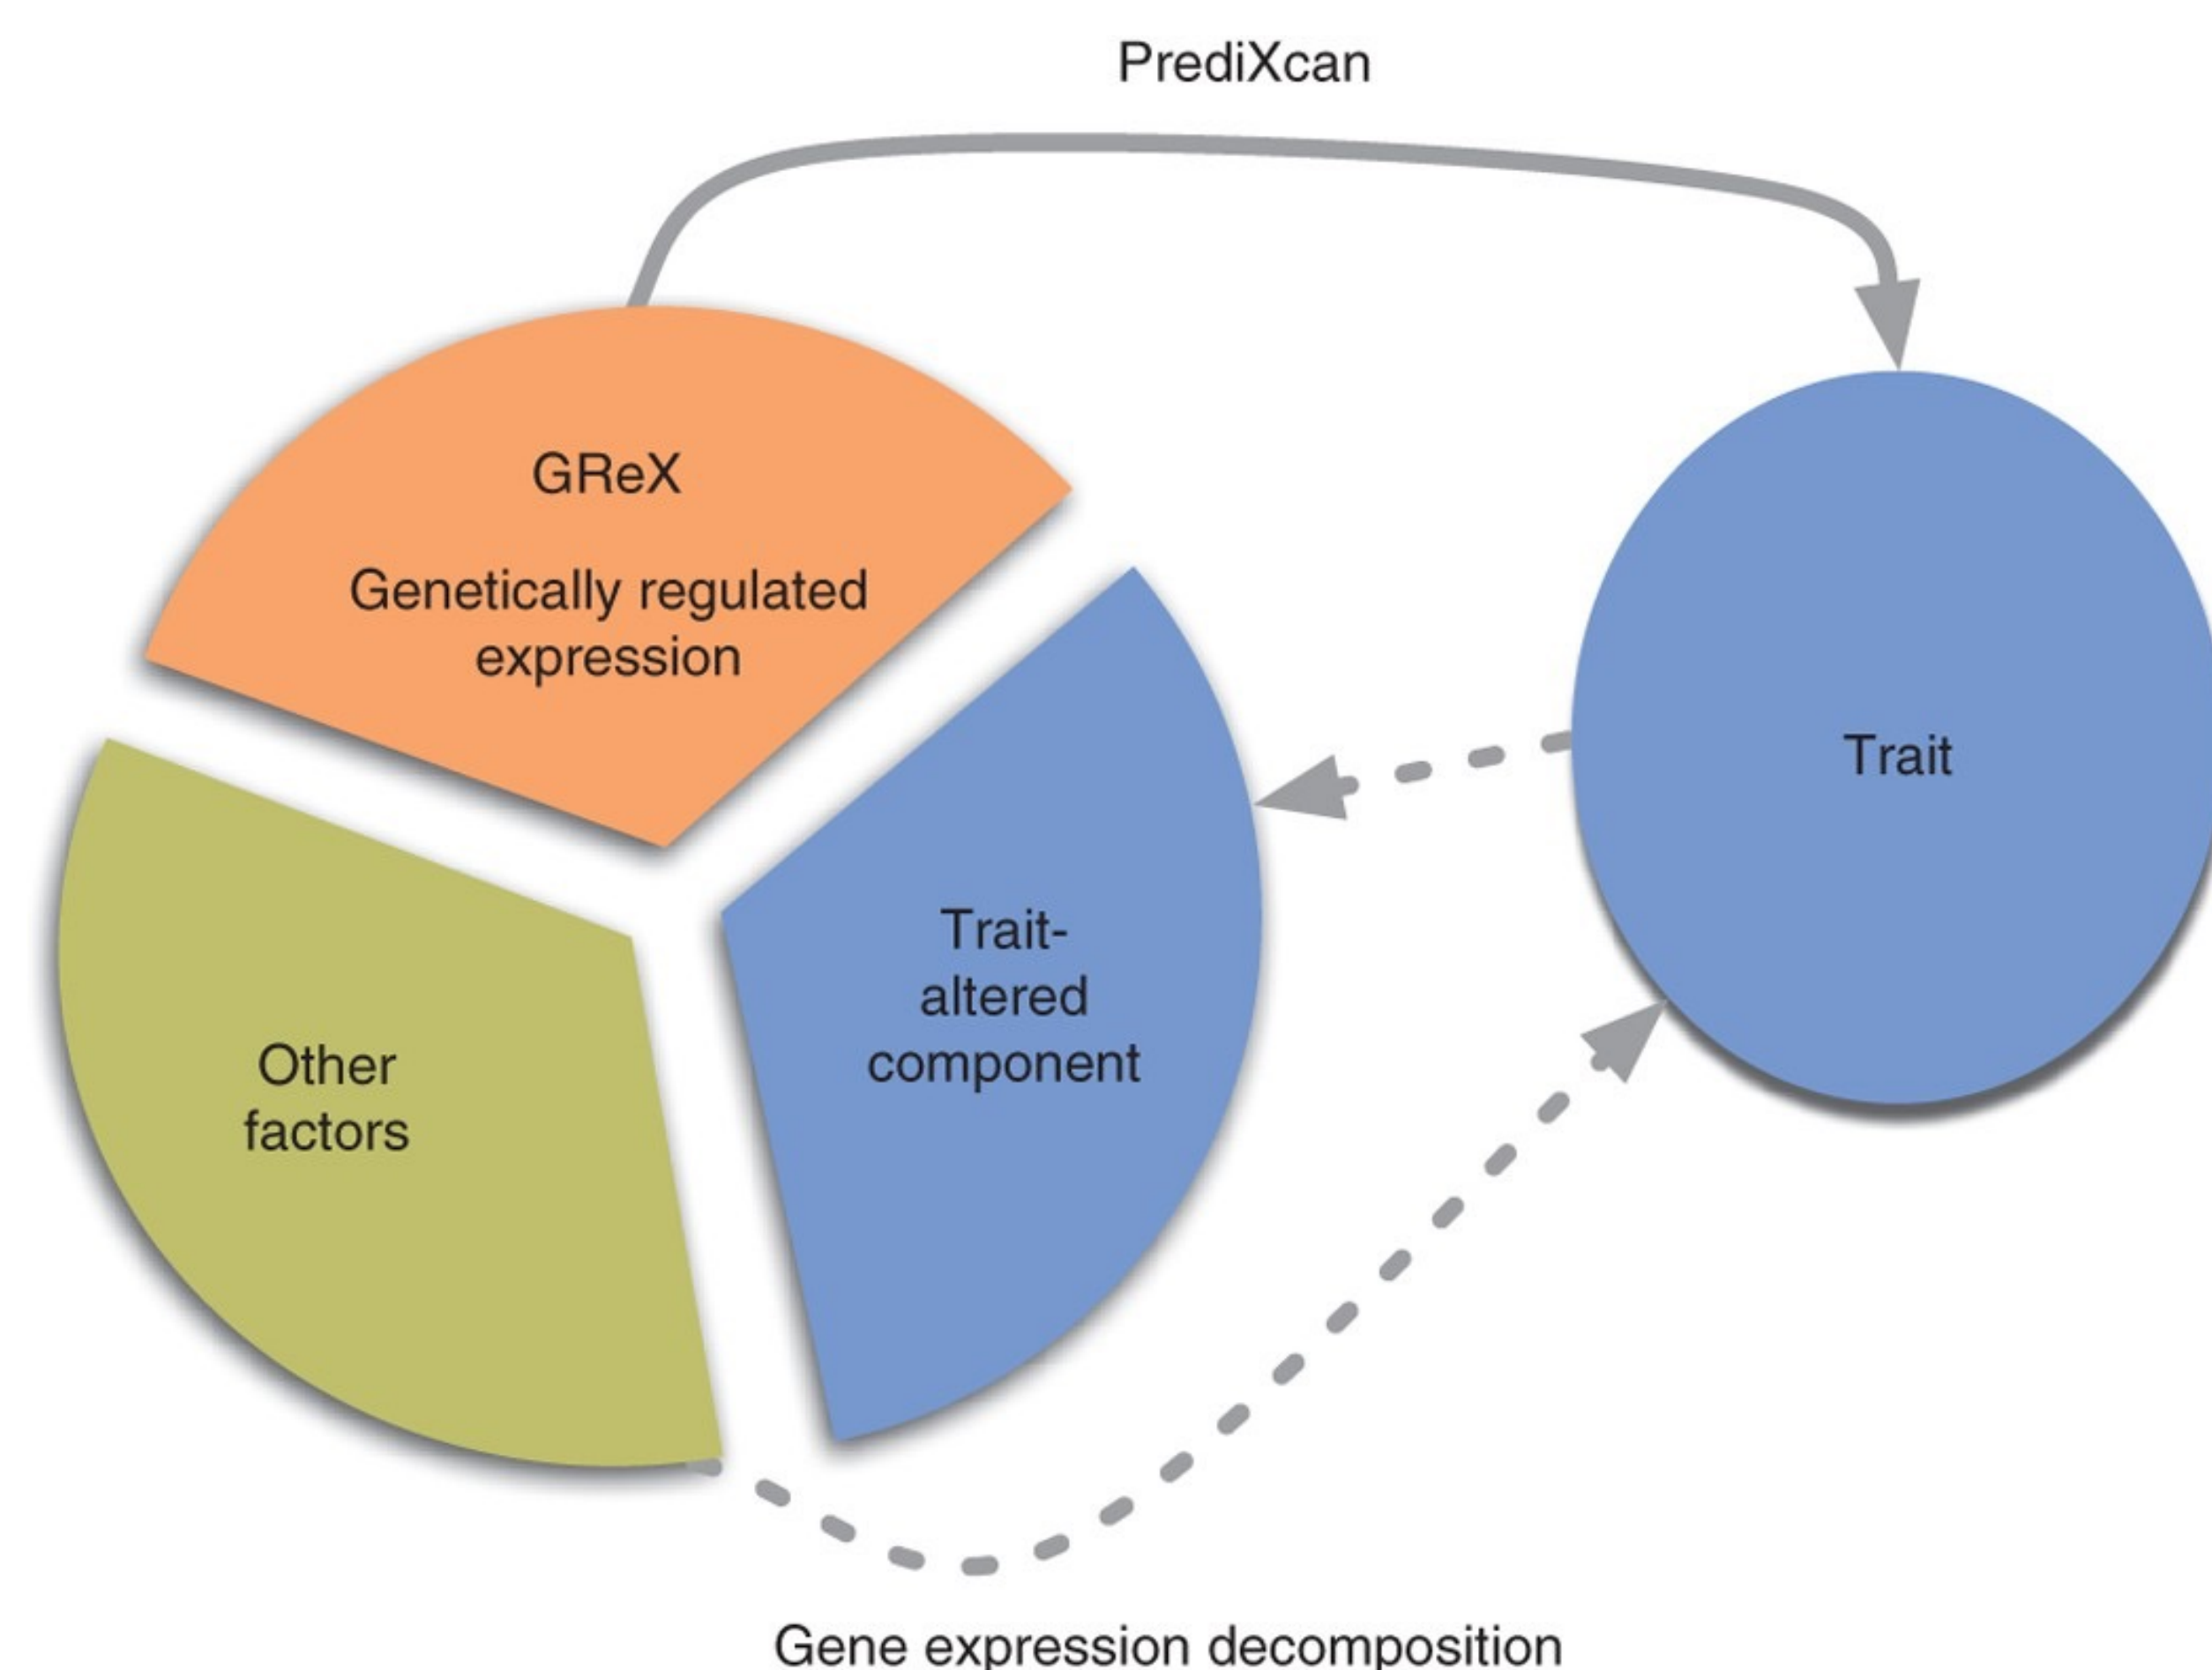 PrediXcan
GReX
Genetically regulated
expression
Trait
Trait-
altered
component
Other
factors
Gene expression decomposition